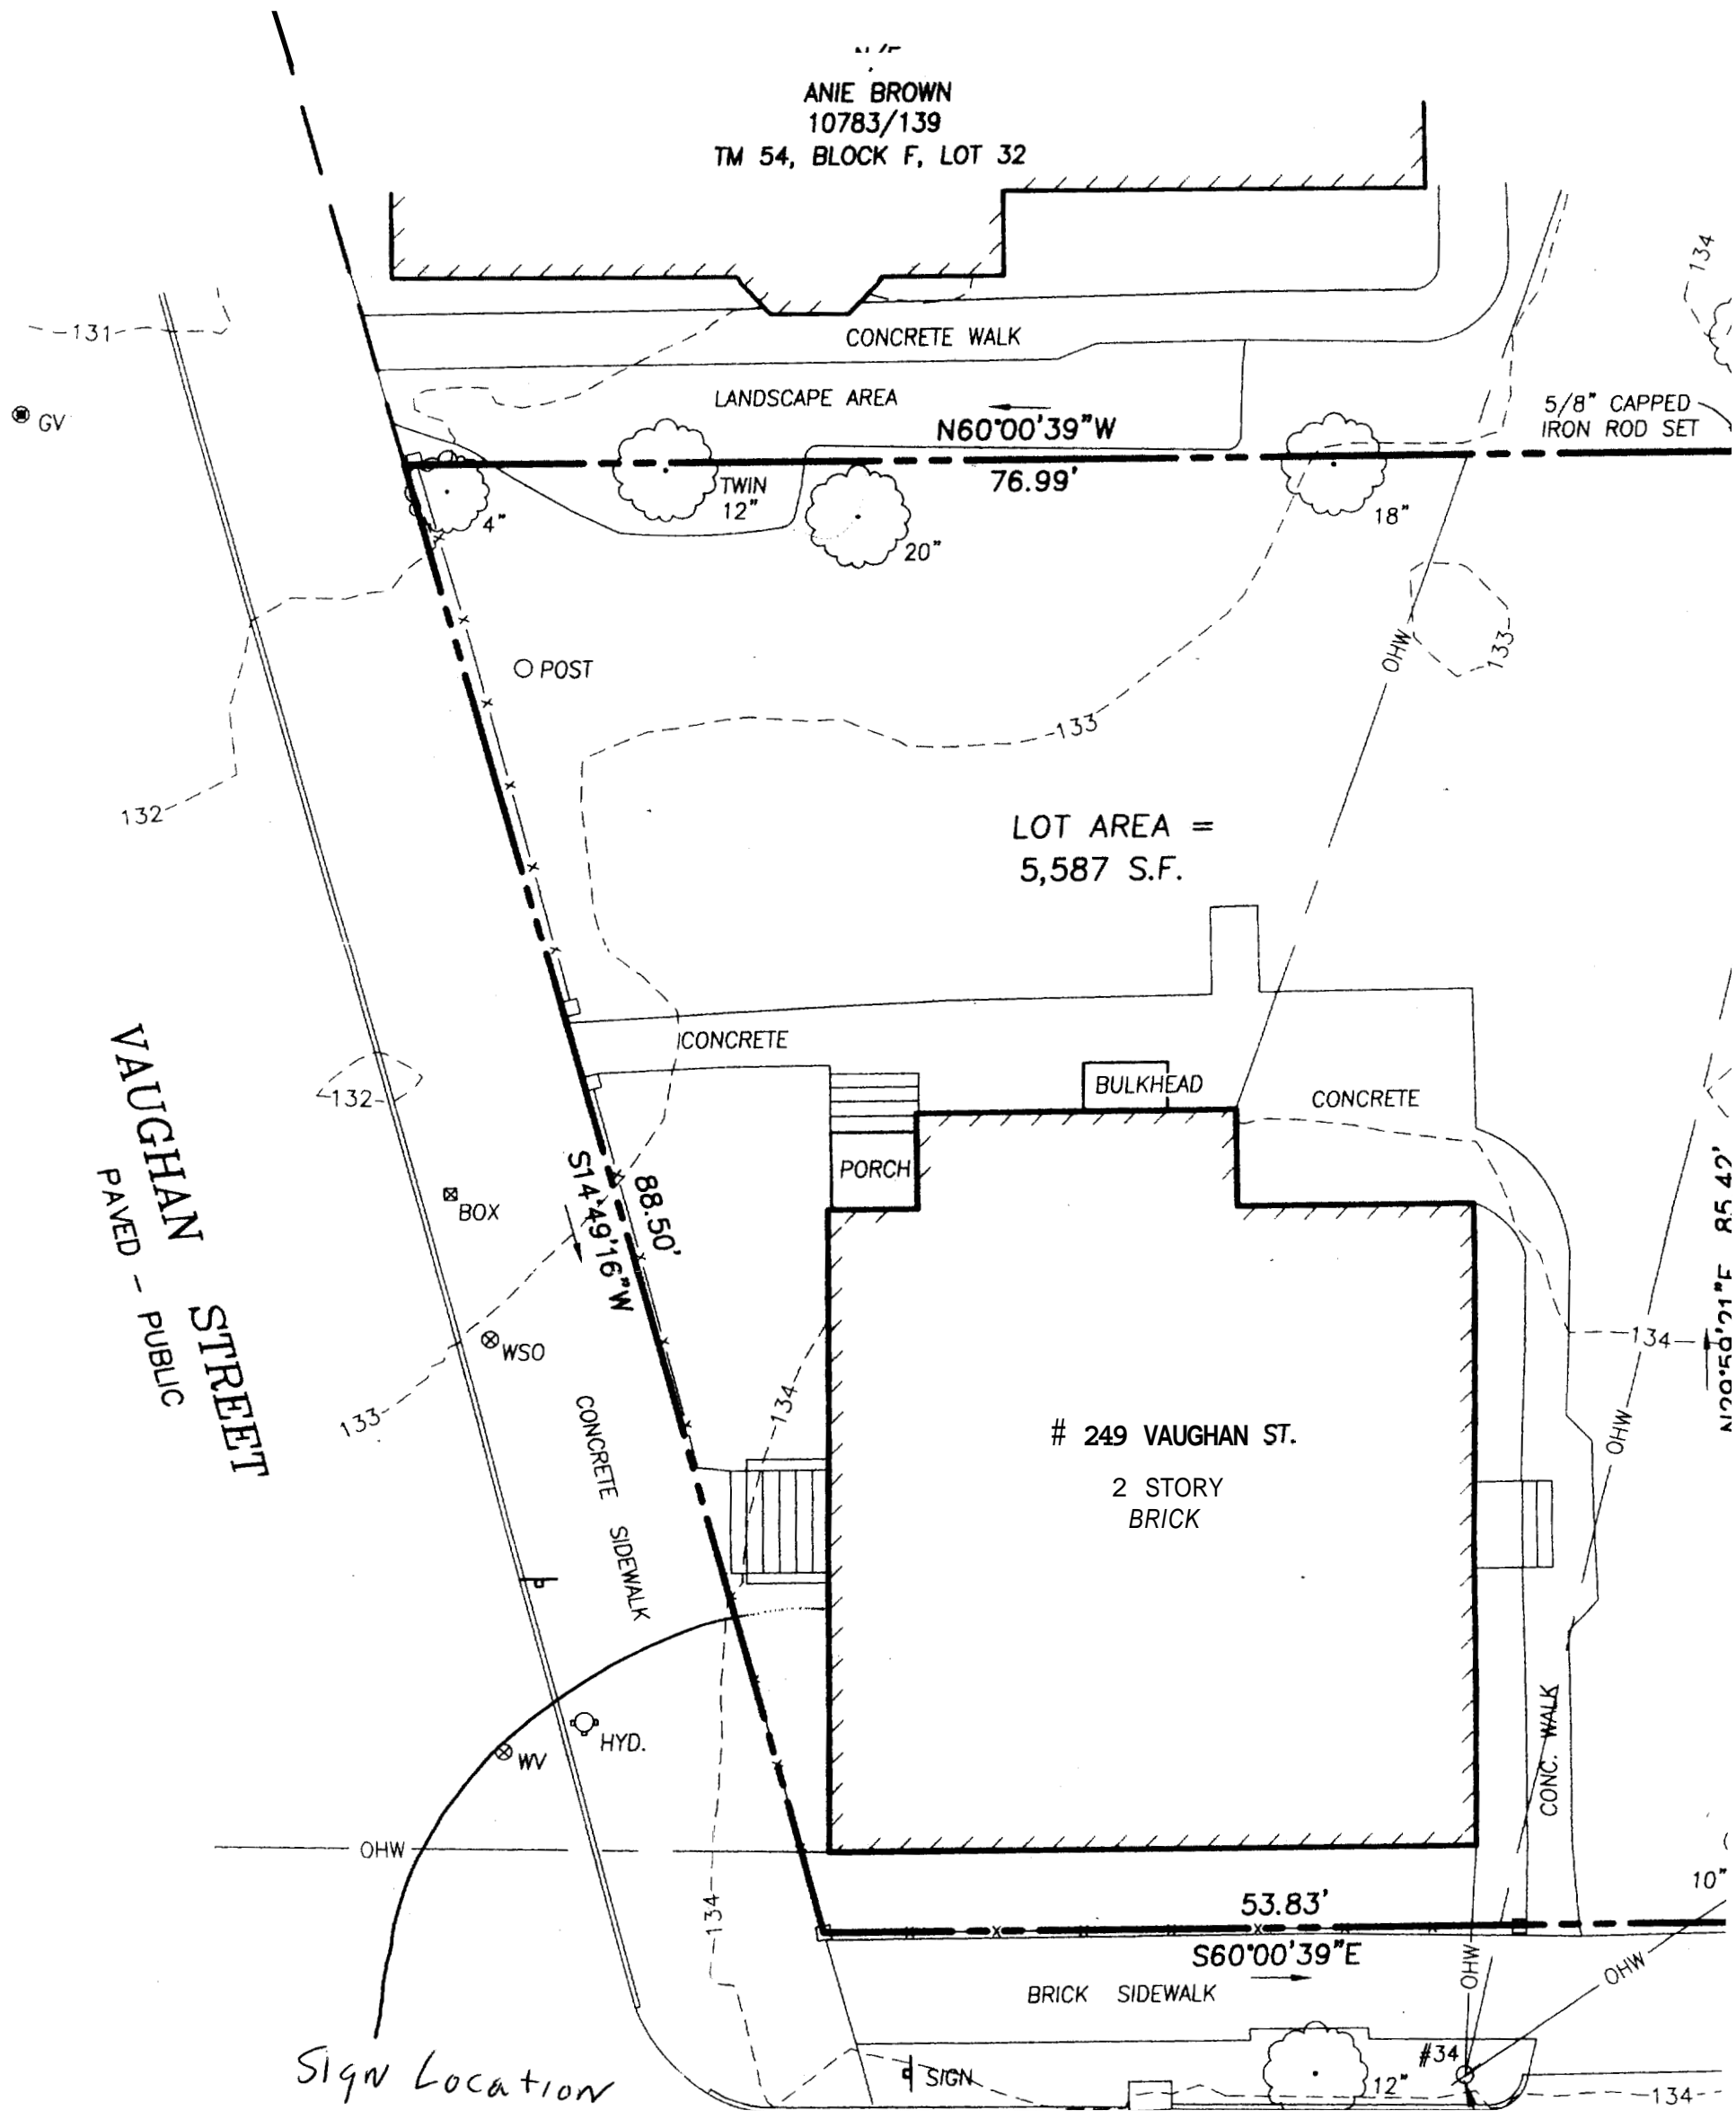 ANIE BROWN
10783/139
TM 54, BLOCK F, LOT 32
134
131
CONCRETE WALK
GV
LANDSCAPE AREA
5/8" CAPPED
IRON ROD SET
N60°00'39"W
76.99'
TWIN
12"
4"
20"
18"
OHW
133
POST
133
132
LOT AREA =
5,587 S.F.
VAUGHAN STREET
PAVED - PUBLIC
CONCRETE
BULKHEAD
CONCRETE
132
PORCH
88.50'
S14°49'16"W
BOX
85.42'
134
WSO
133
134
CONCRETE SIDEWALK
# 249 VAUGHAN ST.
2 STORY
BRICK
OHW
HYD.
WV
CONC. WALK
OHW
10"
134
53.83'
S60°00'39"E
OHW
OHW
BRICK SIDEWALK
Sign Location
SIGN
#34
12"
134